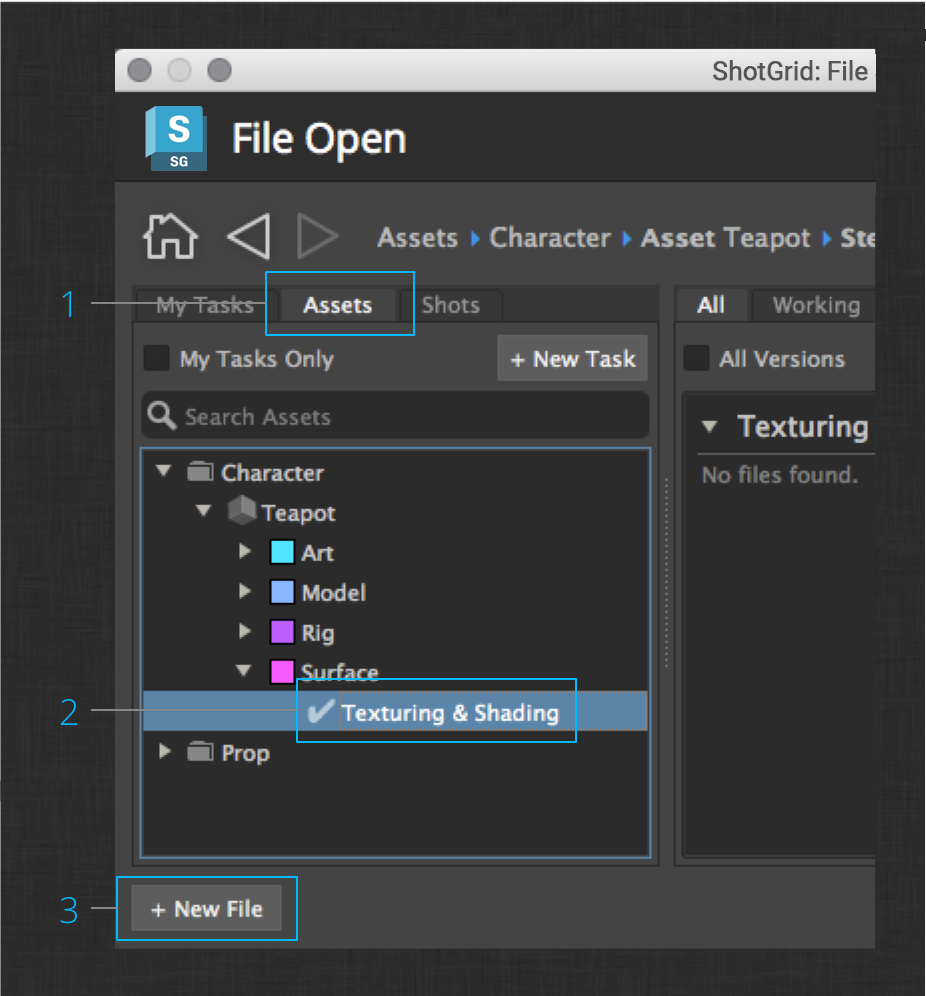 ShotGrid: File
S
SG
File Open
Assets Character Asset Teapot Ste
1
My Tasks Assets Shots
All Working
My Tasks Only + New Task
All Versions
Search Assets
Texturing
No files found.
Character
Teapot
Art
Model
Rig
Surface
2
Texturing & Shading
Prop
3
+ New File